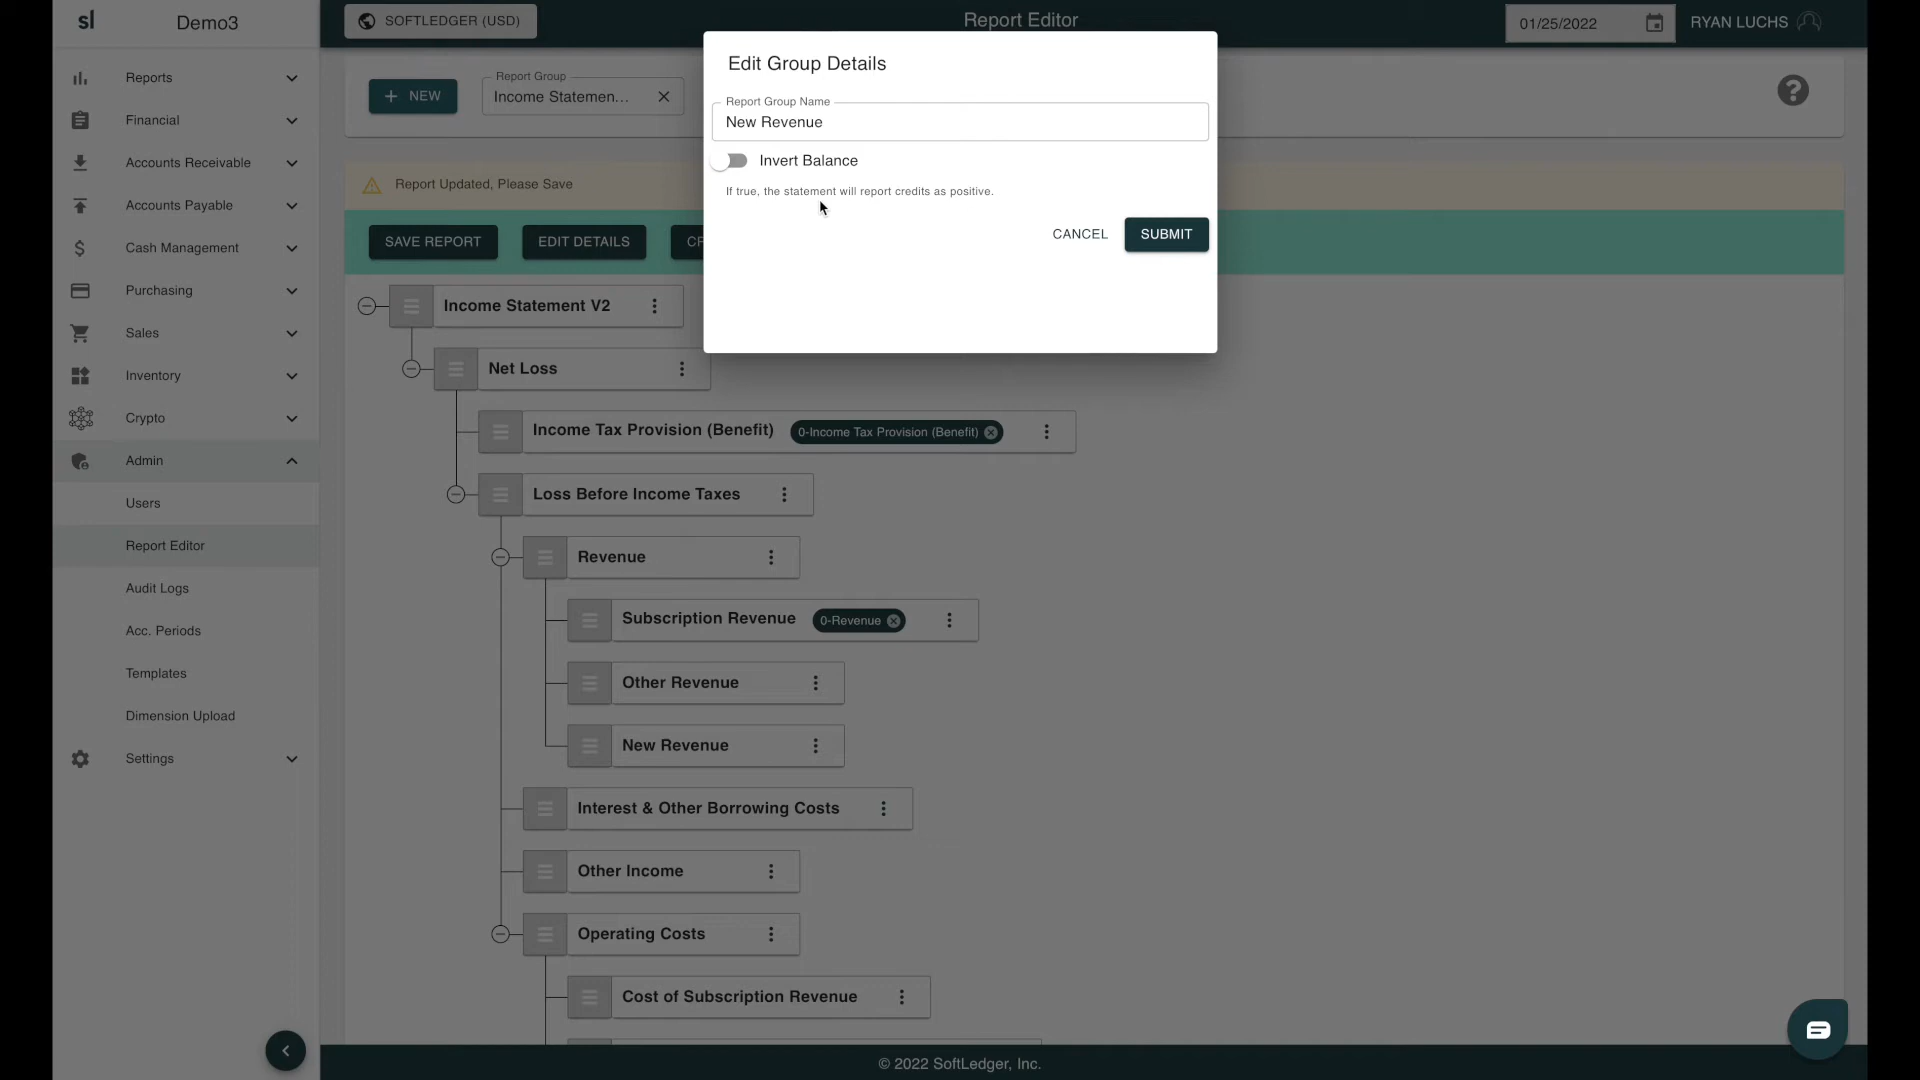 sl
Demo3
SOFTLEDGER (USD)
Report Editor
01/25/2022
RYAN LUCHS
Reports
Financial
Accounts Receivable
Accounts Payable
Cash Management
Purchasing
Sales
Inventory
Crypto
Admin
Users
Report Editor
Audit Logs
Acc. Periods
Templates
Dimension Upload
Settings
NEW
Report Group
Income Statemen...
Report Updated, Please Save
SAVE REPORT
EDIT DETAILS
Edit Group Details
Report Group Name
New Revenue
Invert Balance
If true, the statement will report credits as positive.
CANCEL
SUBMIT
Income Statement V2
Net Loss
Income Tax Provision (Benefit)
0-Income Tax Provision (Benefit)
Loss Before Income Taxes
Revenue
Subscription Revenue
0-Revenue
Other Revenue
New Revenue
Interest & Other Borrowing Costs
Other Income
Operating Costs
Cost of Subscription Revenue
© 2022 SoftLedger, Inc.